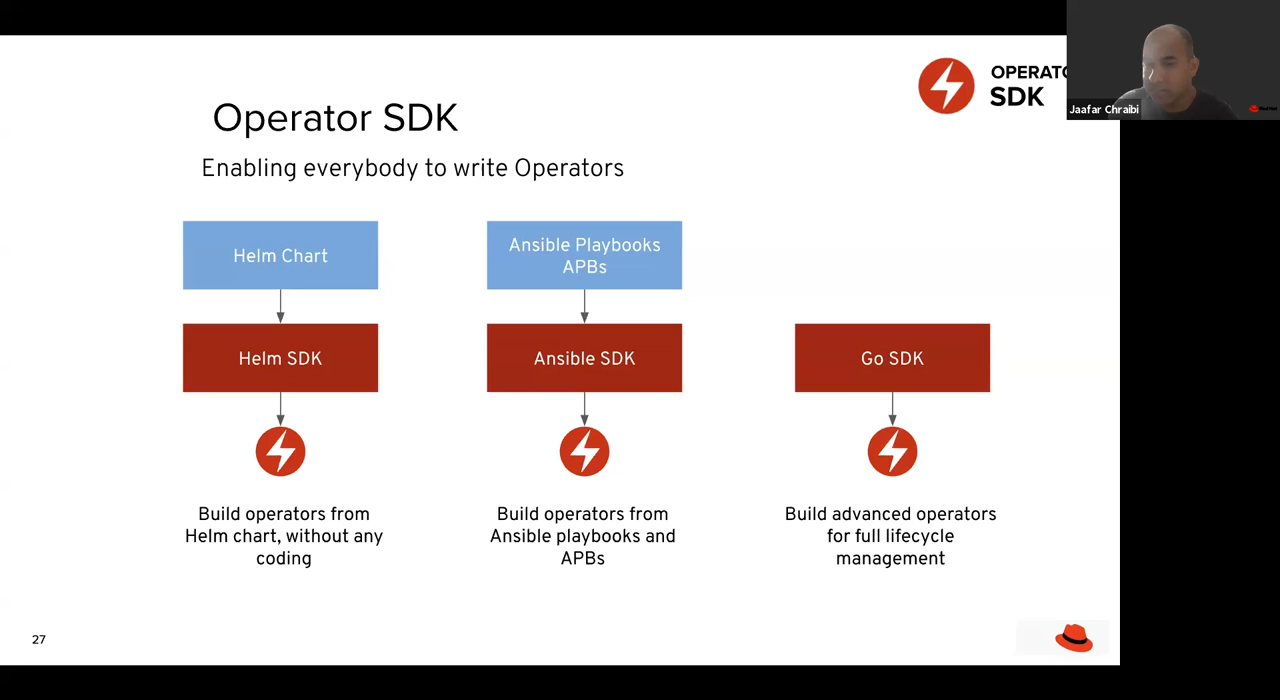 OPERATO
SDK
Jaafar Chraibi
Operator SDK
Enabling everybody to write Operators
Helm Chart
Ansible Playbooks
APBs
Helm SDK
Ansible SDK
Go SDK
Build operators from
Helm chart, without any
coding
Build operators from
Ansible playbooks and
APBs
Build advanced operators
for full lifecycle
management
27